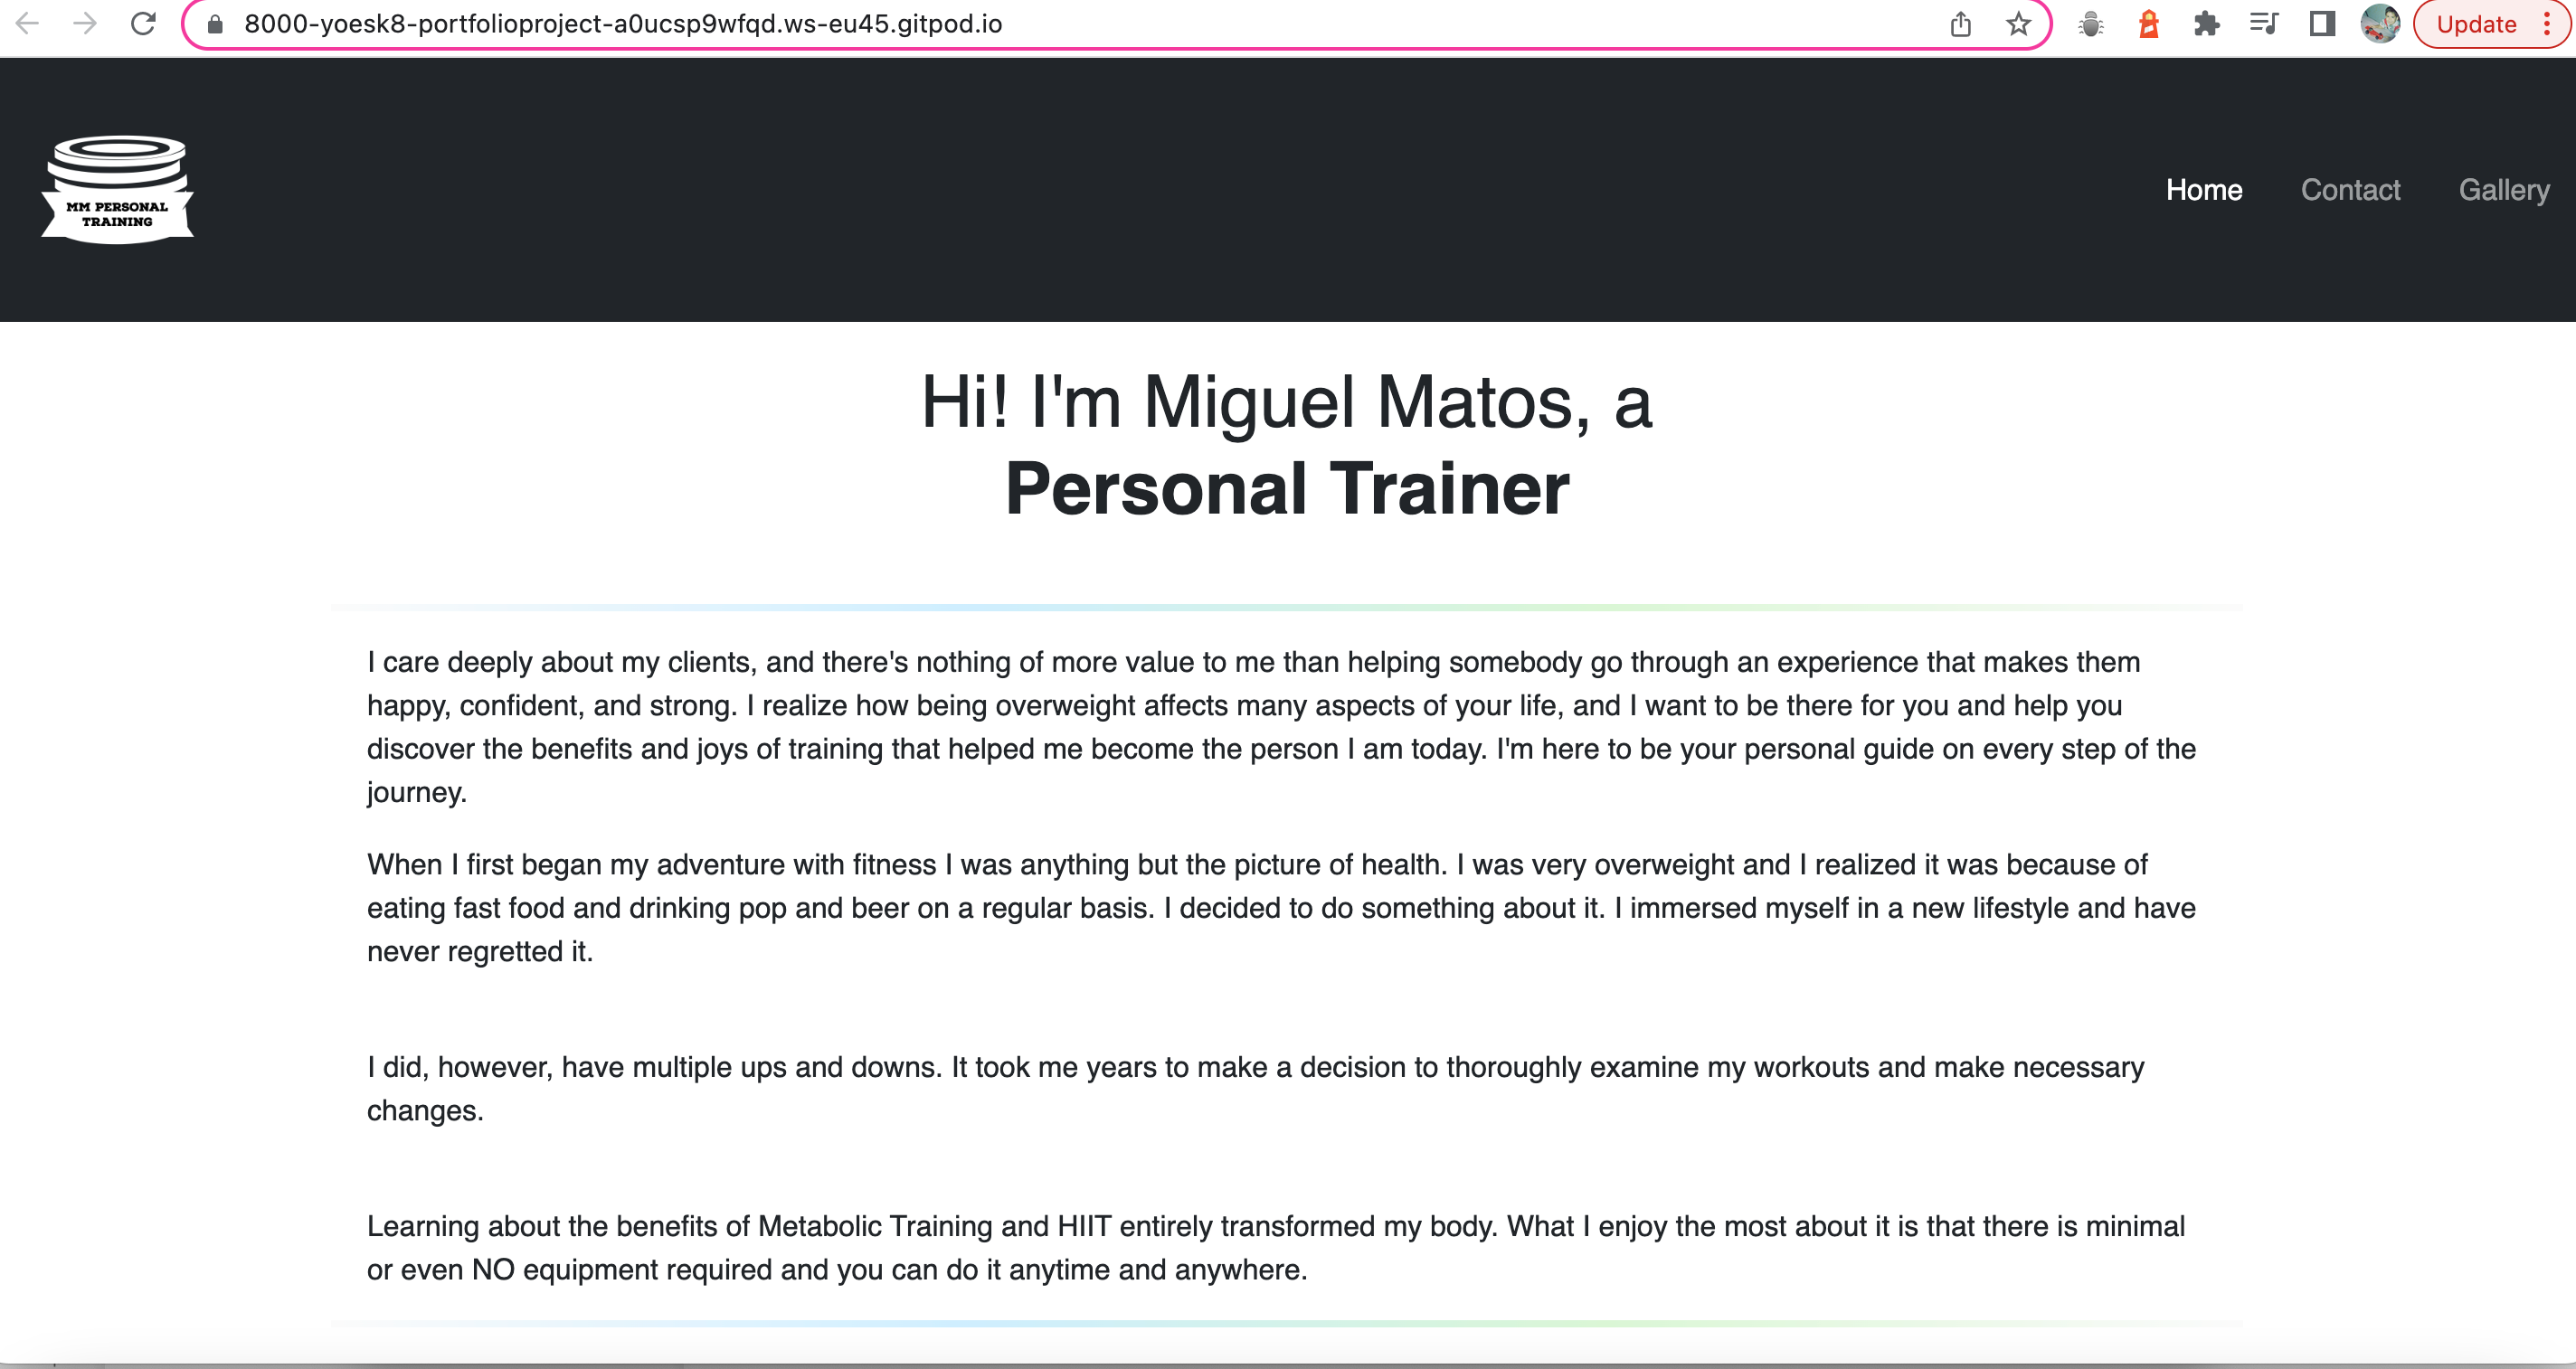 8000-yoesk8-portfolioproject-a0ucsp9wfqd.ws-eu45.gitpod.io
Update
MM PERSONAL
TRAINING
Home
Contact
Gallery
Hi! I'm Miguel Matos, a
Personal Trainer
I care deeply about my clients, and there's nothing of more value to me than helping somebody go through an experience that makes them
happy, confident, and strong. I realize how being overweight affects many aspects of your life, and I want to be there for you and help you
discover the benefits and joys of training that helped me become the person I am today. I'm here to be your personal guide on every step of the
journey.
When I first began my adventure with fitness I was anything but the picture of health. I was very overweight and I realized it was because of
eating fast food and drinking pop and beer on a regular basis. I decided to do something about it. I immersed myself in a new lifestyle and have
never regretted it.
I did, however, have multiple ups and downs. It took me years to make a decision to thoroughly examine my workouts and make necessary
changes.
Learning about the benefits of Metabolic Training and HIIT entirely transformed my body. What I enjoy the most about it is that there is minimal
or even NO equipment required and you can do it anytime and anywhere.